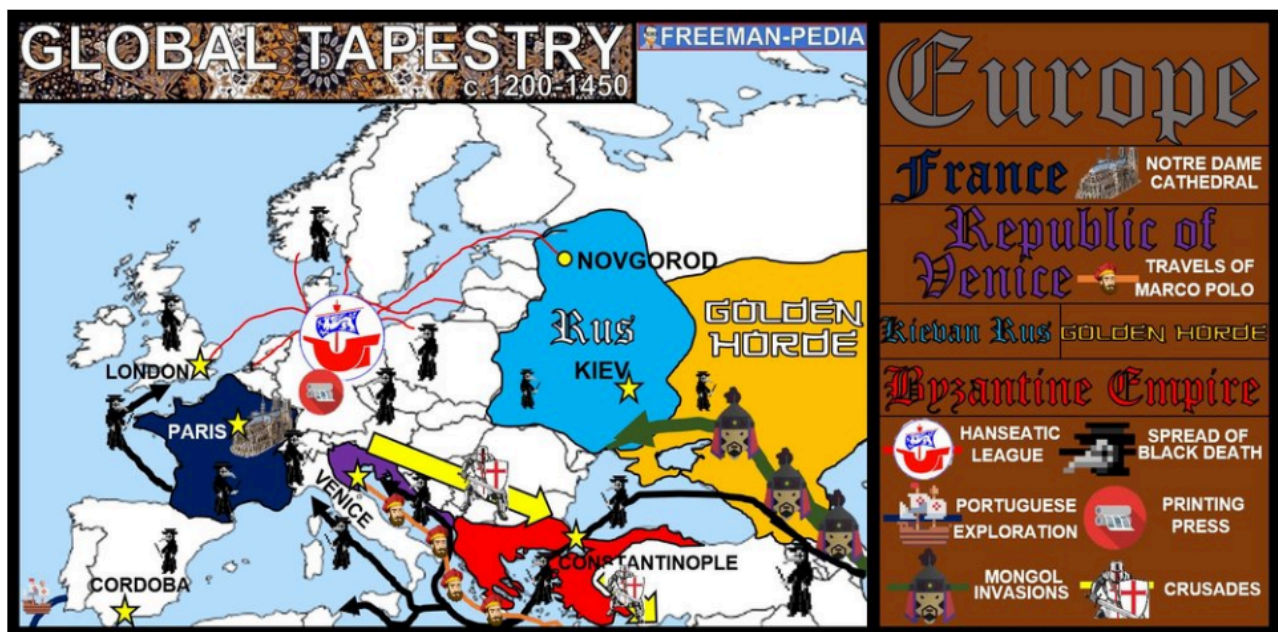 GLOBAL TAPESTRY
c.1200-1450
FREEMAN-PEDIA
NOVGOROD
Rus
GOLDEN
HORDE
KIEV
LONDON
PARIS
VENICE
CONSTANTINOPLE
CORDOBA
Europe
France
NOTRE DAME
CATHEDRAL
Republic of
Venice
TRAVELS OF
MARCO POLO
Kievan Rus
GOLDEN HORDE
Byzantine Empire
HANSEATIC
LEAGUE
SPREAD OF
BLACK DEATH
PORTUGUESE
EXPLORATION
PRINTING
PRESS
MONGOL
INVASIONS
CRUSADES